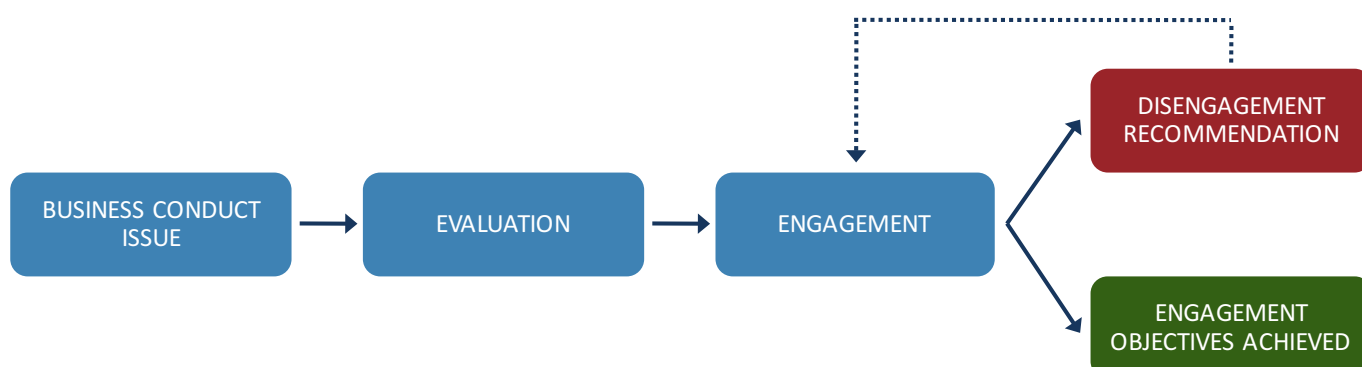 BUSINESS CONDUCT
ISSUE
EVALUATION
ENGAGEMENT
DISENGAGEMENT
RECOMMENDATION
ENGAGEMENT
OBJECTIVES ACHIEVED